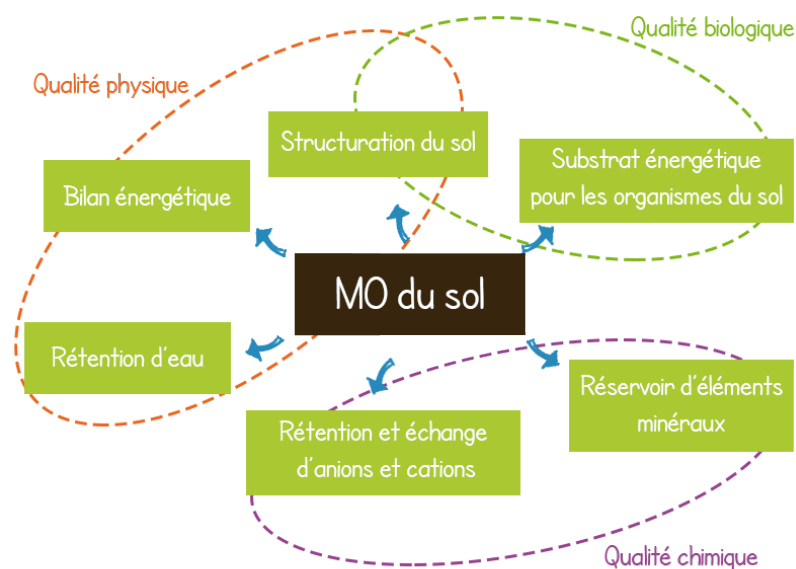 Qualité biologique
Qualité physique
Structuration du sol
Substrat énergétique
pour les organismes du sol
Bilan énergétique
MO du sol
Rétention d'eau
Réservoir d'éléments
minéraux
Rétention et échange
d'anions et cations
Qualité chimique